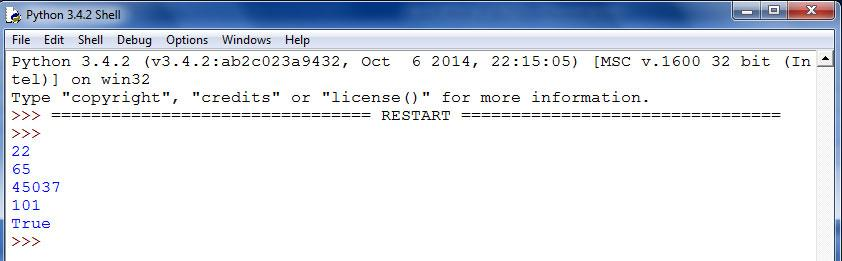 Python 3.4.2 Shell
File Edit Shell Debug Options Windows Help
Python 3.4.2 (v3.4.2:ab2c023a9432, Oct  6 2014, 22:15:05) [MSC v.1600 32 bit (In
tel)] on win32
Type "copyright", "credits" or "license()" for more information.
>>> ================================ RESTART ================================
>>>
22
65
45037
101
True
>>>